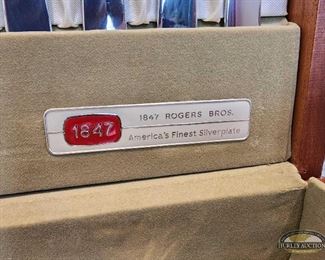 1847
1847 ROGERS BROS.
America's Finest Silverplate